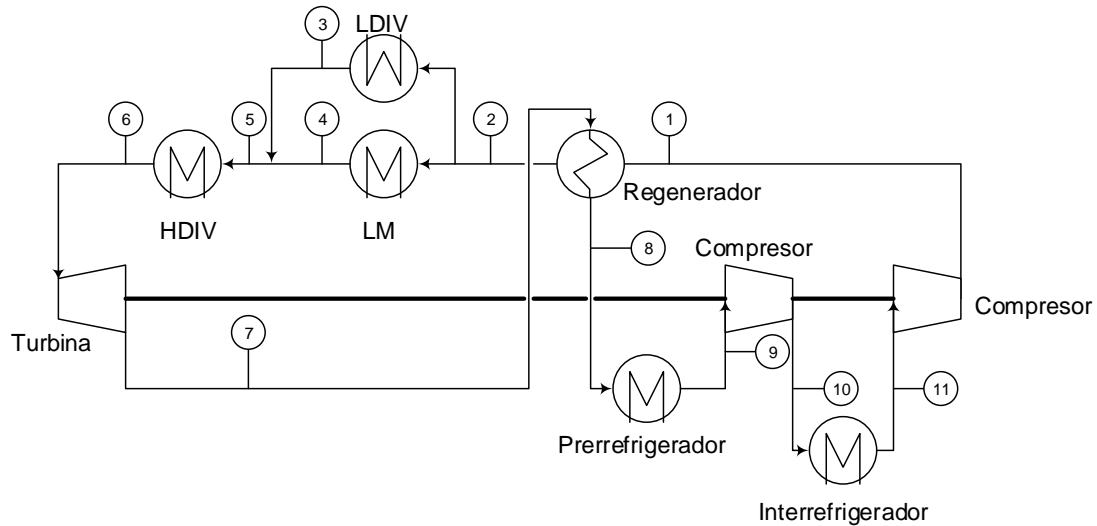 3
LDIV
6
5
4
2
1
Regenerador
HDIV
LM
8
Compresor
Compresor
Turbina
7
9
10
11
Prerrefrigerador
Interrefrigerador